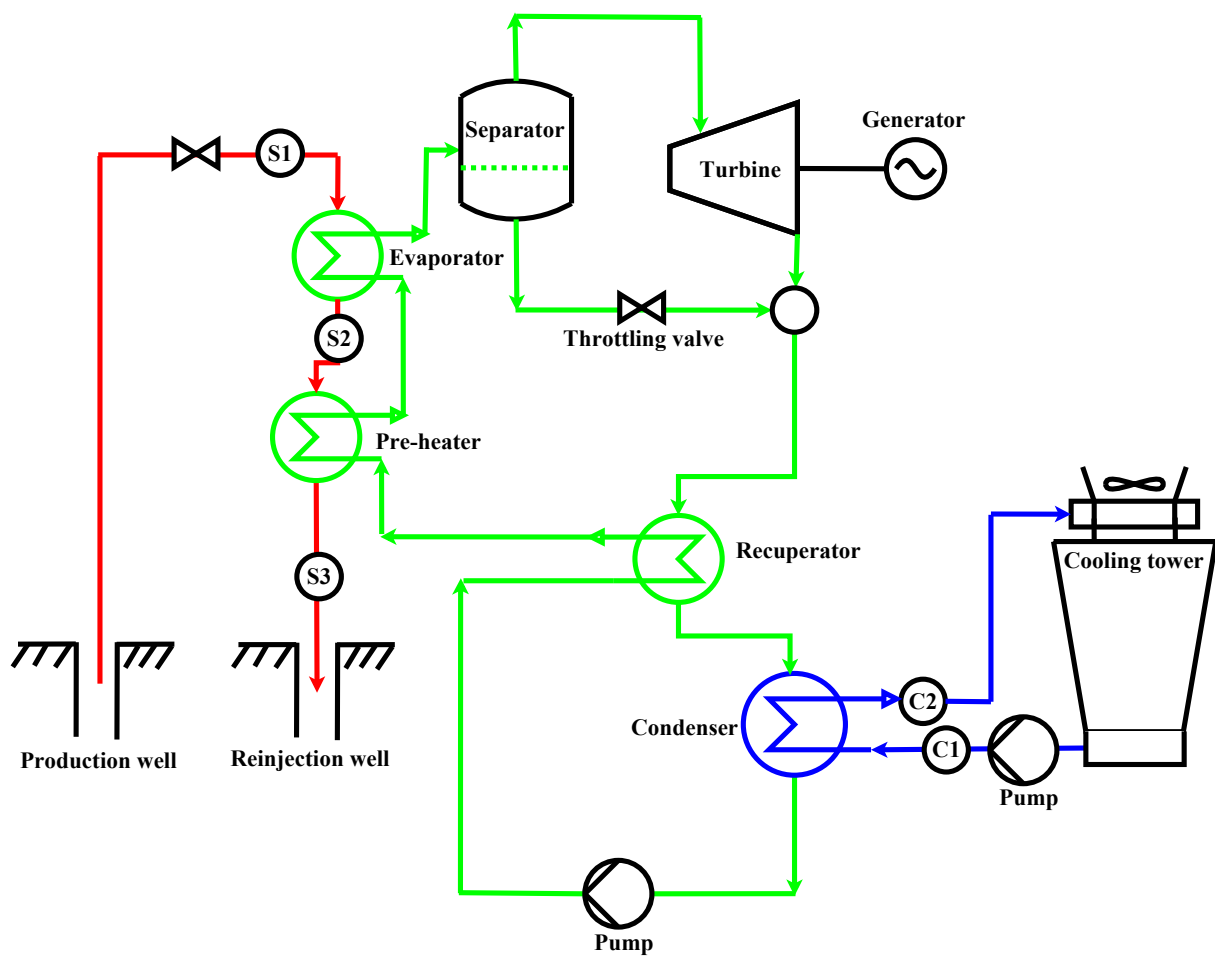 Generator
Separator
S1
Turbine
Evaporator
S2
Throttling valve
Pre-heater
Recuperator
Cooling tower
S3
C2
Condenser
C1
Production well
Reinjection well
Pump
Pump